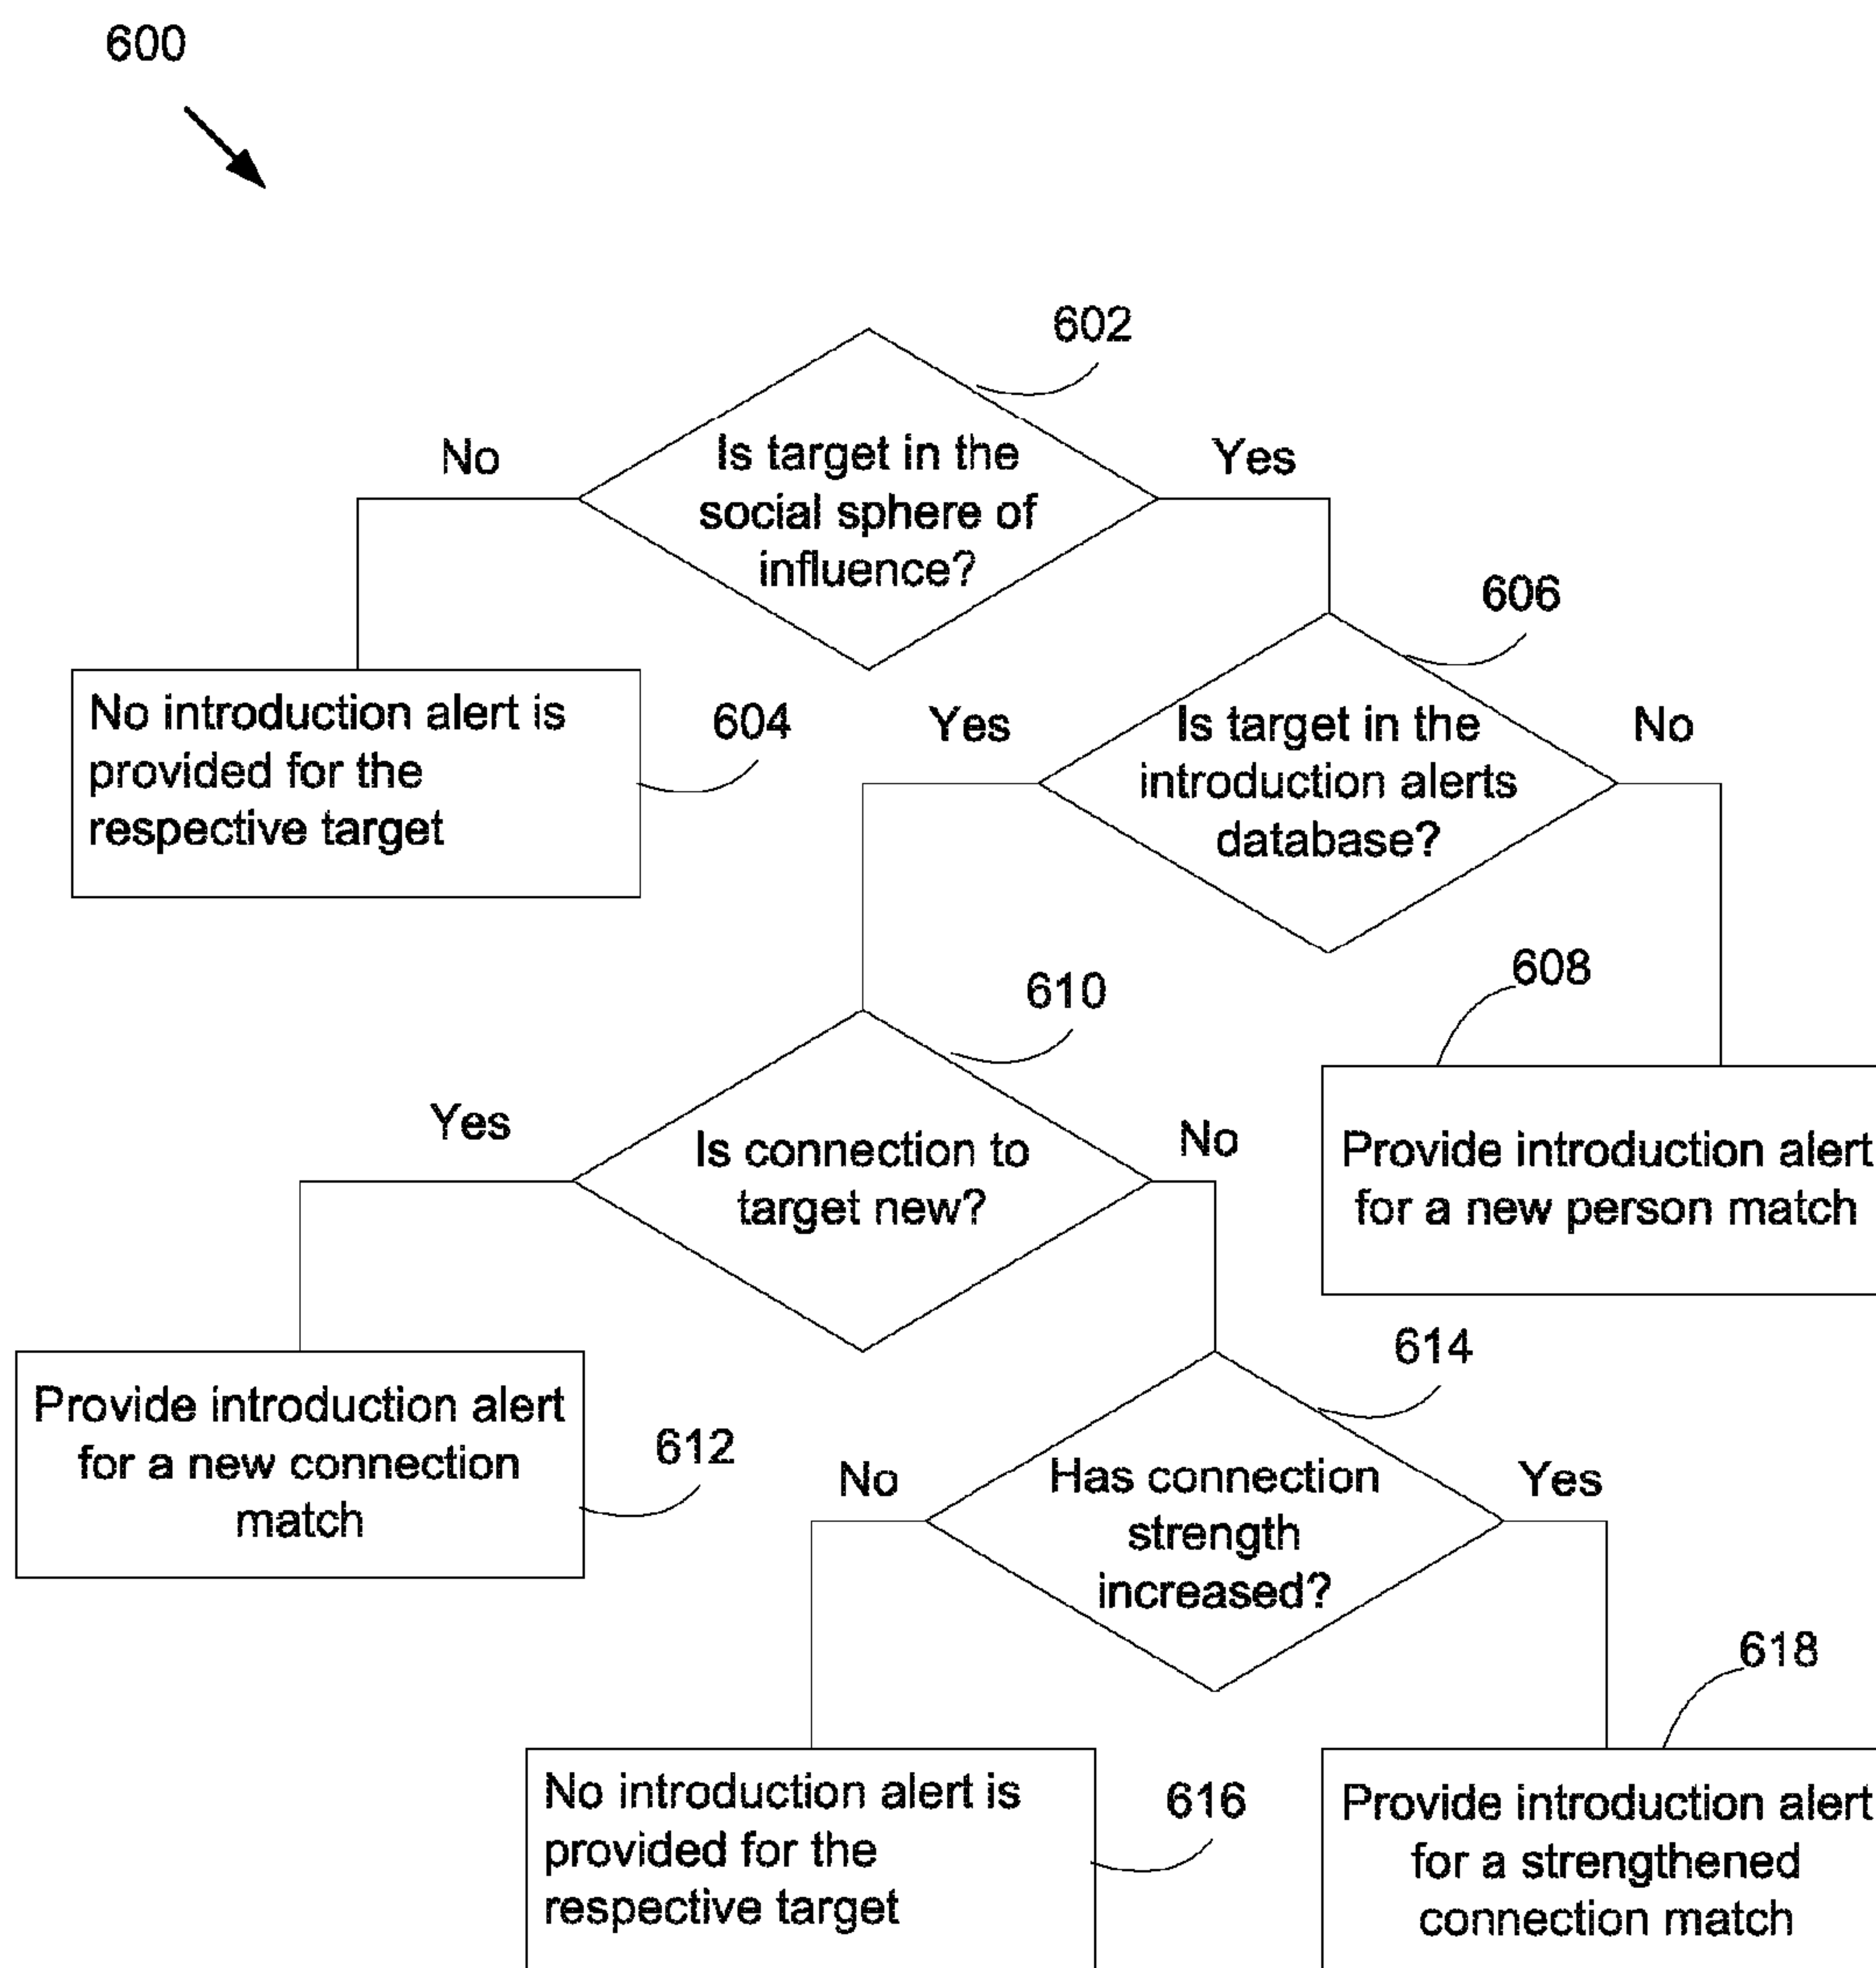 600
602
No
Is target in the
social sphere of
influence?
Yes
606
No introduction alert is
provided for the
respective target
604
Yes
Is target in the
introduction alerts
database?
No
608
610
Yes
Is connection to
target new?
No
Provide introduction alert
for a new person match
614
Provide introduction alert
for a new connection
match
612
No
Has connection
strength
increased?
Yes
618
No introduction alert is
provided for the
respective target
616
Provide introduction alert
for a strengthened
connection match